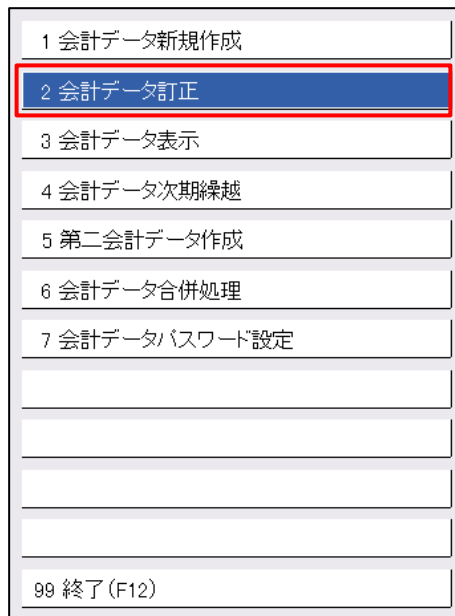 1 会計データ新規作成
2 会計データ訂正
3 会計データ表示
4 会計データ次期繰越
5 第二会計データ作成
6 会計データ合併処理
7 会計データパスワード設定
99 終了(F12)